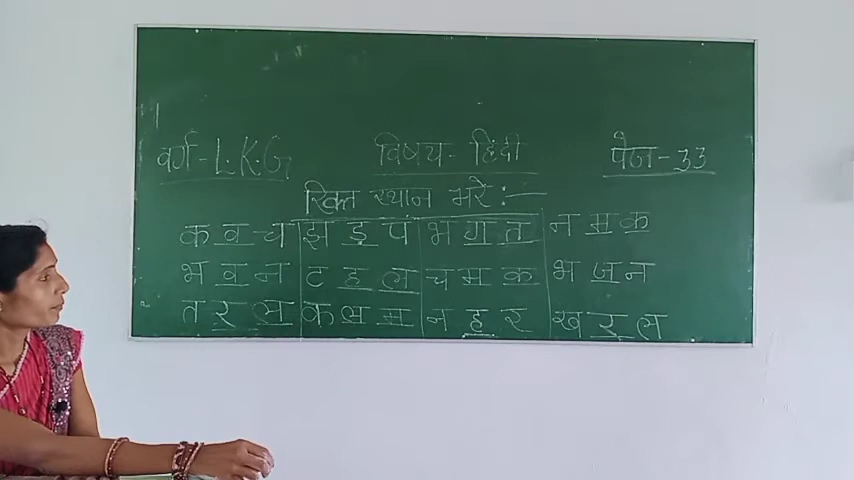 वर्ग - L.K.G विषय - हिंदी पेज - 33
रिक्त स्थान भरें :-
क व च झ ड़ प भ ग त न म क
भ व न ट ह ल च म क भ ज न
त र ल क ल म न ह र ख र ल